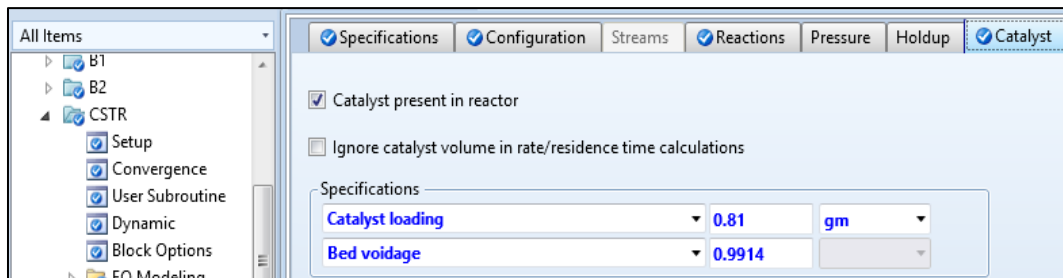 All Items
B1
B2
CSTR
Setup
Convergence
User Subroutine
Dynamic
Block Options
EO Modeling
Specifications Configuration Streams Reactions Pressure Holdup Catalyst
Catalyst present in reactor
Ignore catalyst volume in rate/residence time calculations
Specifications
Catalyst loading 0.81 gm
Bed voidage 0.9914